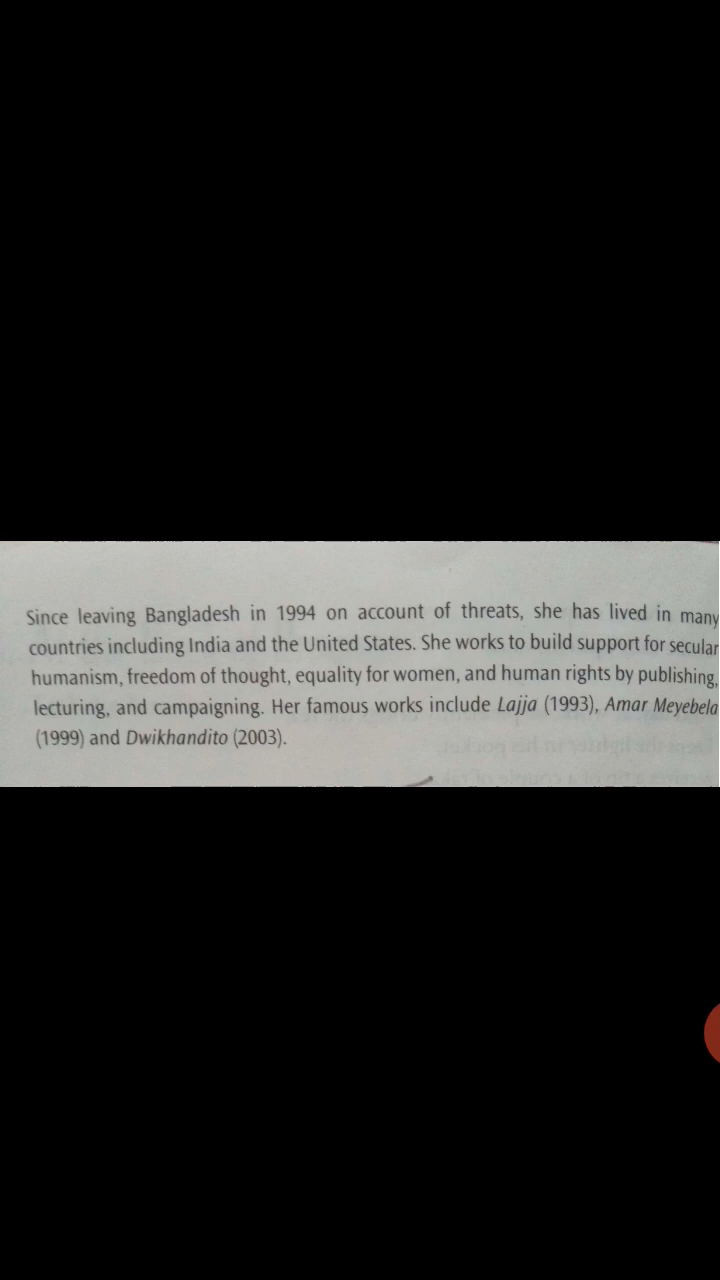 Since leaving Bangladesh in 1994 on account of threats, she has lived in many
countries including India and the United States. She works to build support for secular
humanism, freedom of thought, equality for women, and human rights by publishing,
lecturing, and campaigning. Her famous works include Lajja (1993), Amar Meyebela
(1999) and Dwikhandito (2003).